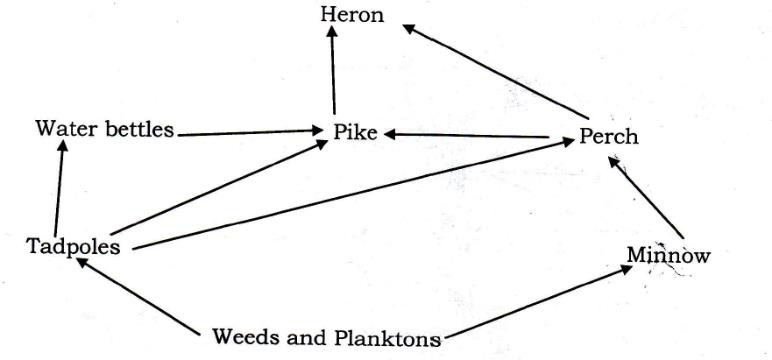 Heron
Water bettles Pike Perch
Tadpoles Minnow
Weeds and Planktons